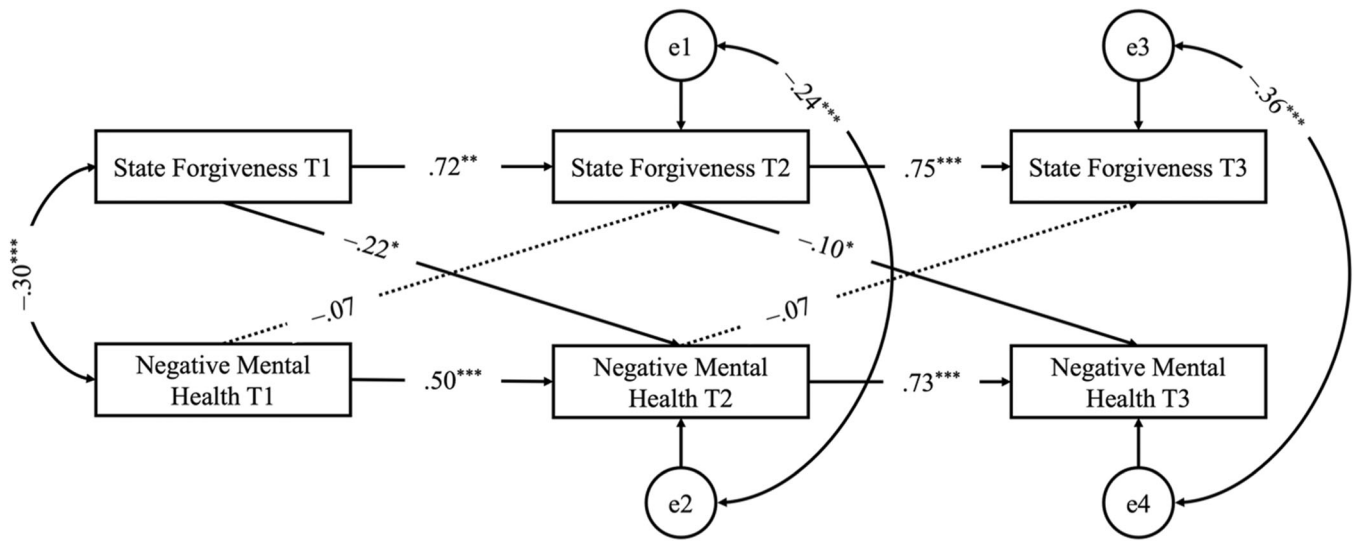 e1
e3
–.24***
–.36***
State Forgiveness T1
.72**
State Forgiveness T2
.75***
State Forgiveness T3
–.30***
–.22*
–.10*
–.07
–.07
Negative Mental
Health T1
.50***
Negative Mental
Health T2
.73***
Negative Mental
Health T3
e2
e4